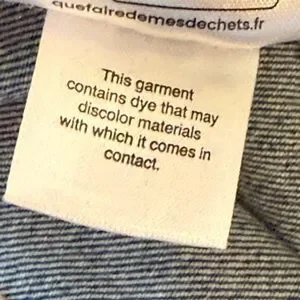 quefairedemesdechets.fr
This garment
contains dye that may
discolor materials
with which it comes in
contact.